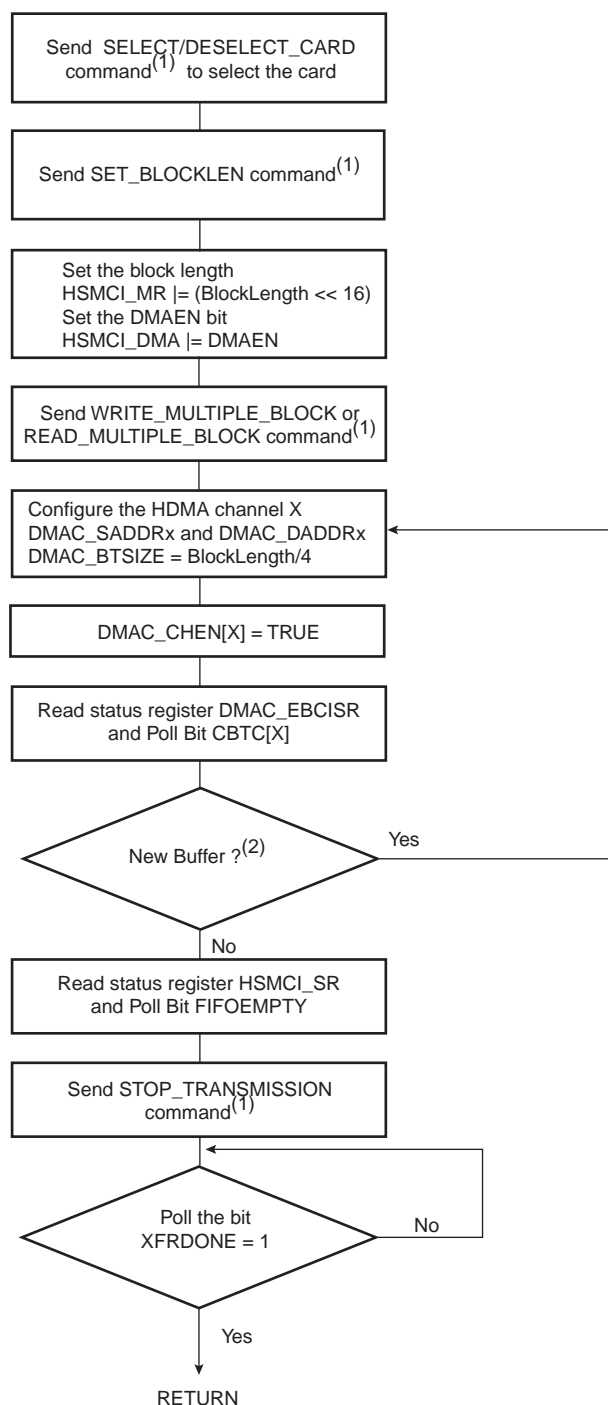 Send SELECT/DESELECT_CARD
command(1) to select the card
Send SET_BLOCKLEN command(1)
Set the block length
HSMCI_MR |= (BlockLength << 16)
Set the DMAEN bit
HSMCI_DMA |= DMAEN
Send WRITE_MULTIPLE_BLOCK or
READ_MULTIPLE_BLOCK command(1)
Configure the HDMA channel X
DMAC_SADDRx and DMAC_DADDRx
DMAC_BTSIZE = BlockLength/4
DMAC_CHEN[X] = TRUE
Read status register DMAC_EBCISR
and Poll Bit CBTC[X]
New Buffer ?(2)
Yes
No
Read status register HSMCI_SR
and Poll Bit FIFOEMPTY
Send STOP_TRANSMISSION
command(1)
Poll the bit
XFRDONE = 1
No
Yes
RETURN